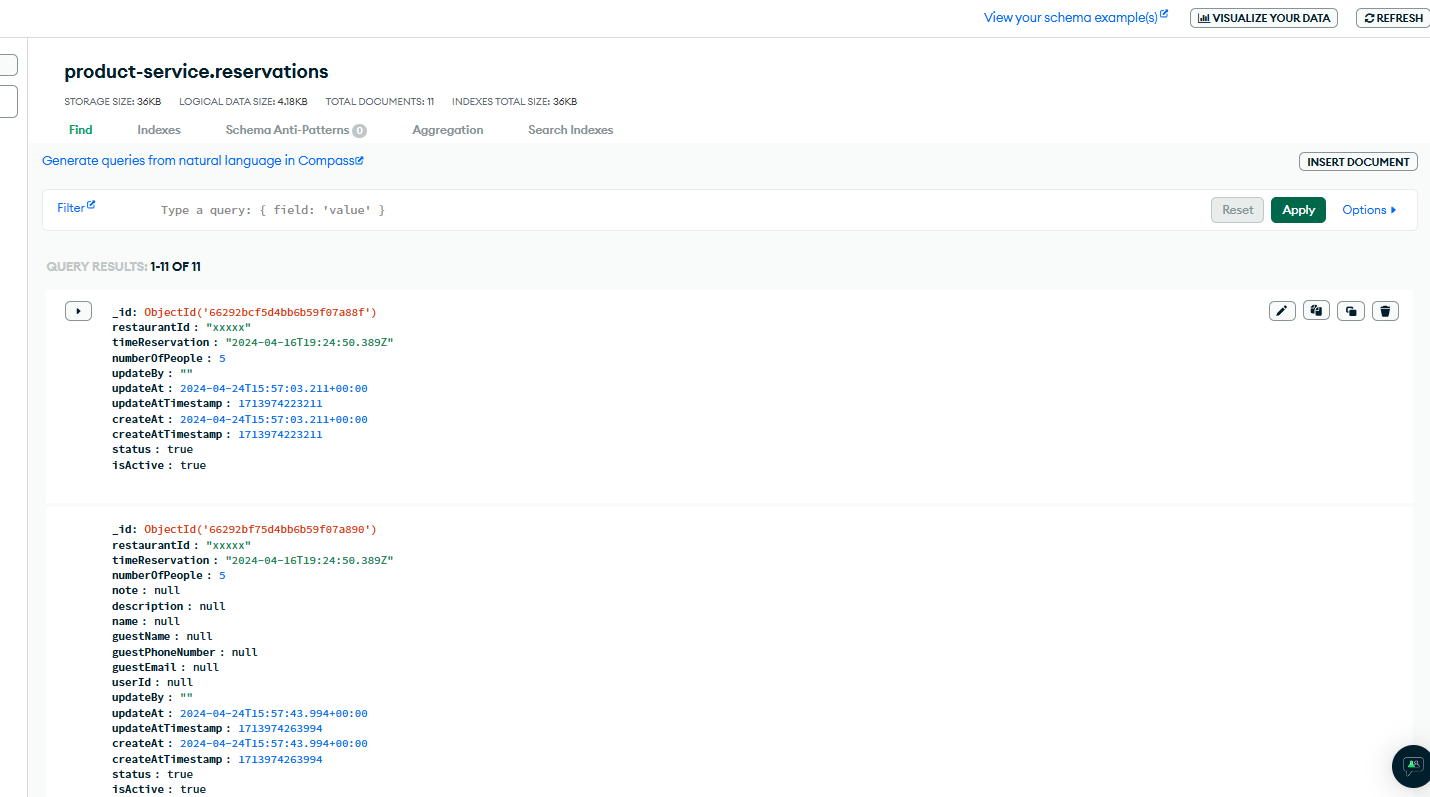 View your schema example(s)
VISUALIZE YOUR DATA
REFRESH
product-service.reservations
STORAGE SIZE: 36KB LOGICAL DATA SIZE: 4.18KB TOTAL DOCUMENTS: 11 INDEXES TOTAL SIZE: 36KB
Find Indexes Schema Anti-Patterns 0 Aggregation Search Indexes
Generate queries from natural language in Compass
INSERT DOCUMENT
Filter Type a query: { field: 'value' } Reset Apply Options
QUERY RESULTS: 1-11 OF 11
_id: ObjectId('66292bcf5d4bb6b59f07a88f')
restaurantId : "xxxxx"
timeReservation : "2024-04-16T19:24:50.389Z"
numberOfPeople : 5
updateBy : ""
updateAt : 2024-04-24T15:57:03.211+00:00
updateAtTimestamp : 1713974223211
createAt : 2024-04-24T15:57:03.211+00:00
createAtTimestamp : 1713974223211
status : true
isActive : true
_id: ObjectId('66292bf75d4bb6b59f07a890')
restaurantId : "xxxxx"
timeReservation : "2024-04-16T19:24:50.389Z"
numberOfPeople : 5
note : null
description : null
name : null
guestName : null
guestPhoneNumber : null
guestEmail : null
userId : null
updateBy : ""
updateAt : 2024-04-24T15:57:43.994+00:00
updateAtTimestamp : 1713974263994
createAt : 2024-04-24T15:57:43.994+00:00
createAtTimestamp : 1713974263994
status : true
isActive : true